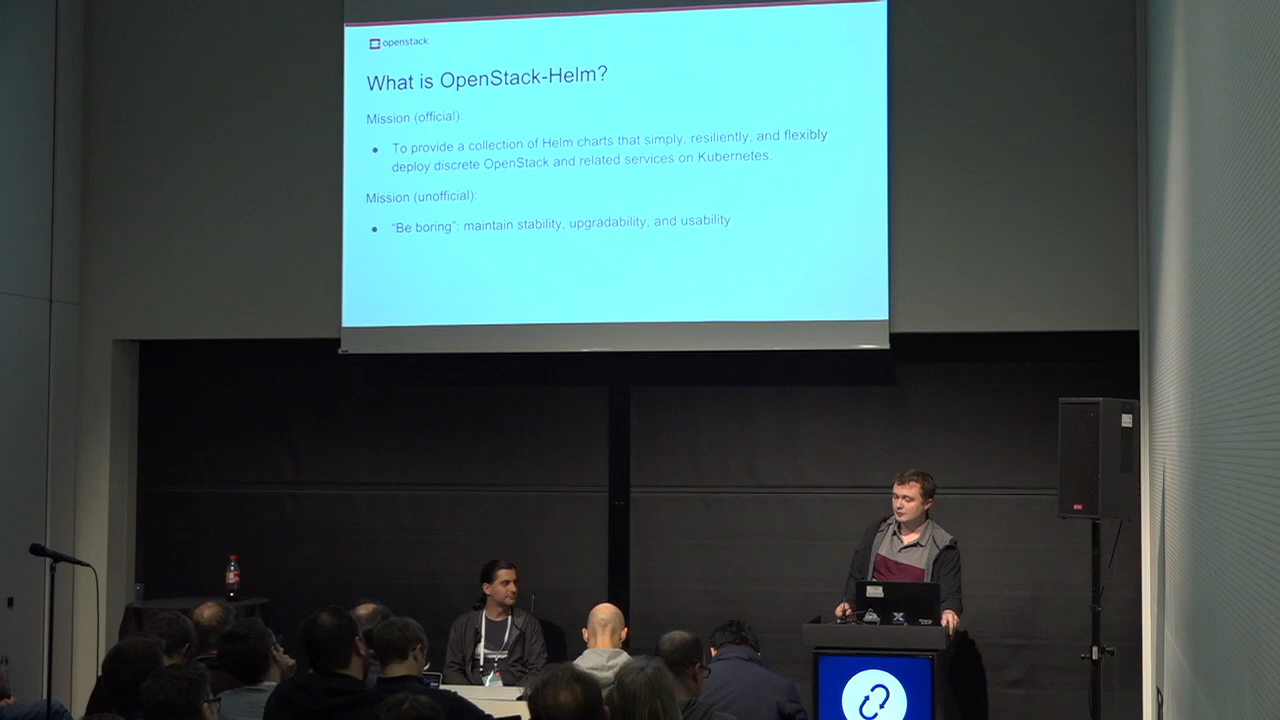 openstack
What is OpenStack-Helm?
Mission (official):
● To provide a collection of Helm charts that simply, resiliently, and flexibly
deploy discrete OpenStack and related services on Kubernetes.
Mission (unofficial):
● “Be boring”: maintain stability, upgradability, and usability